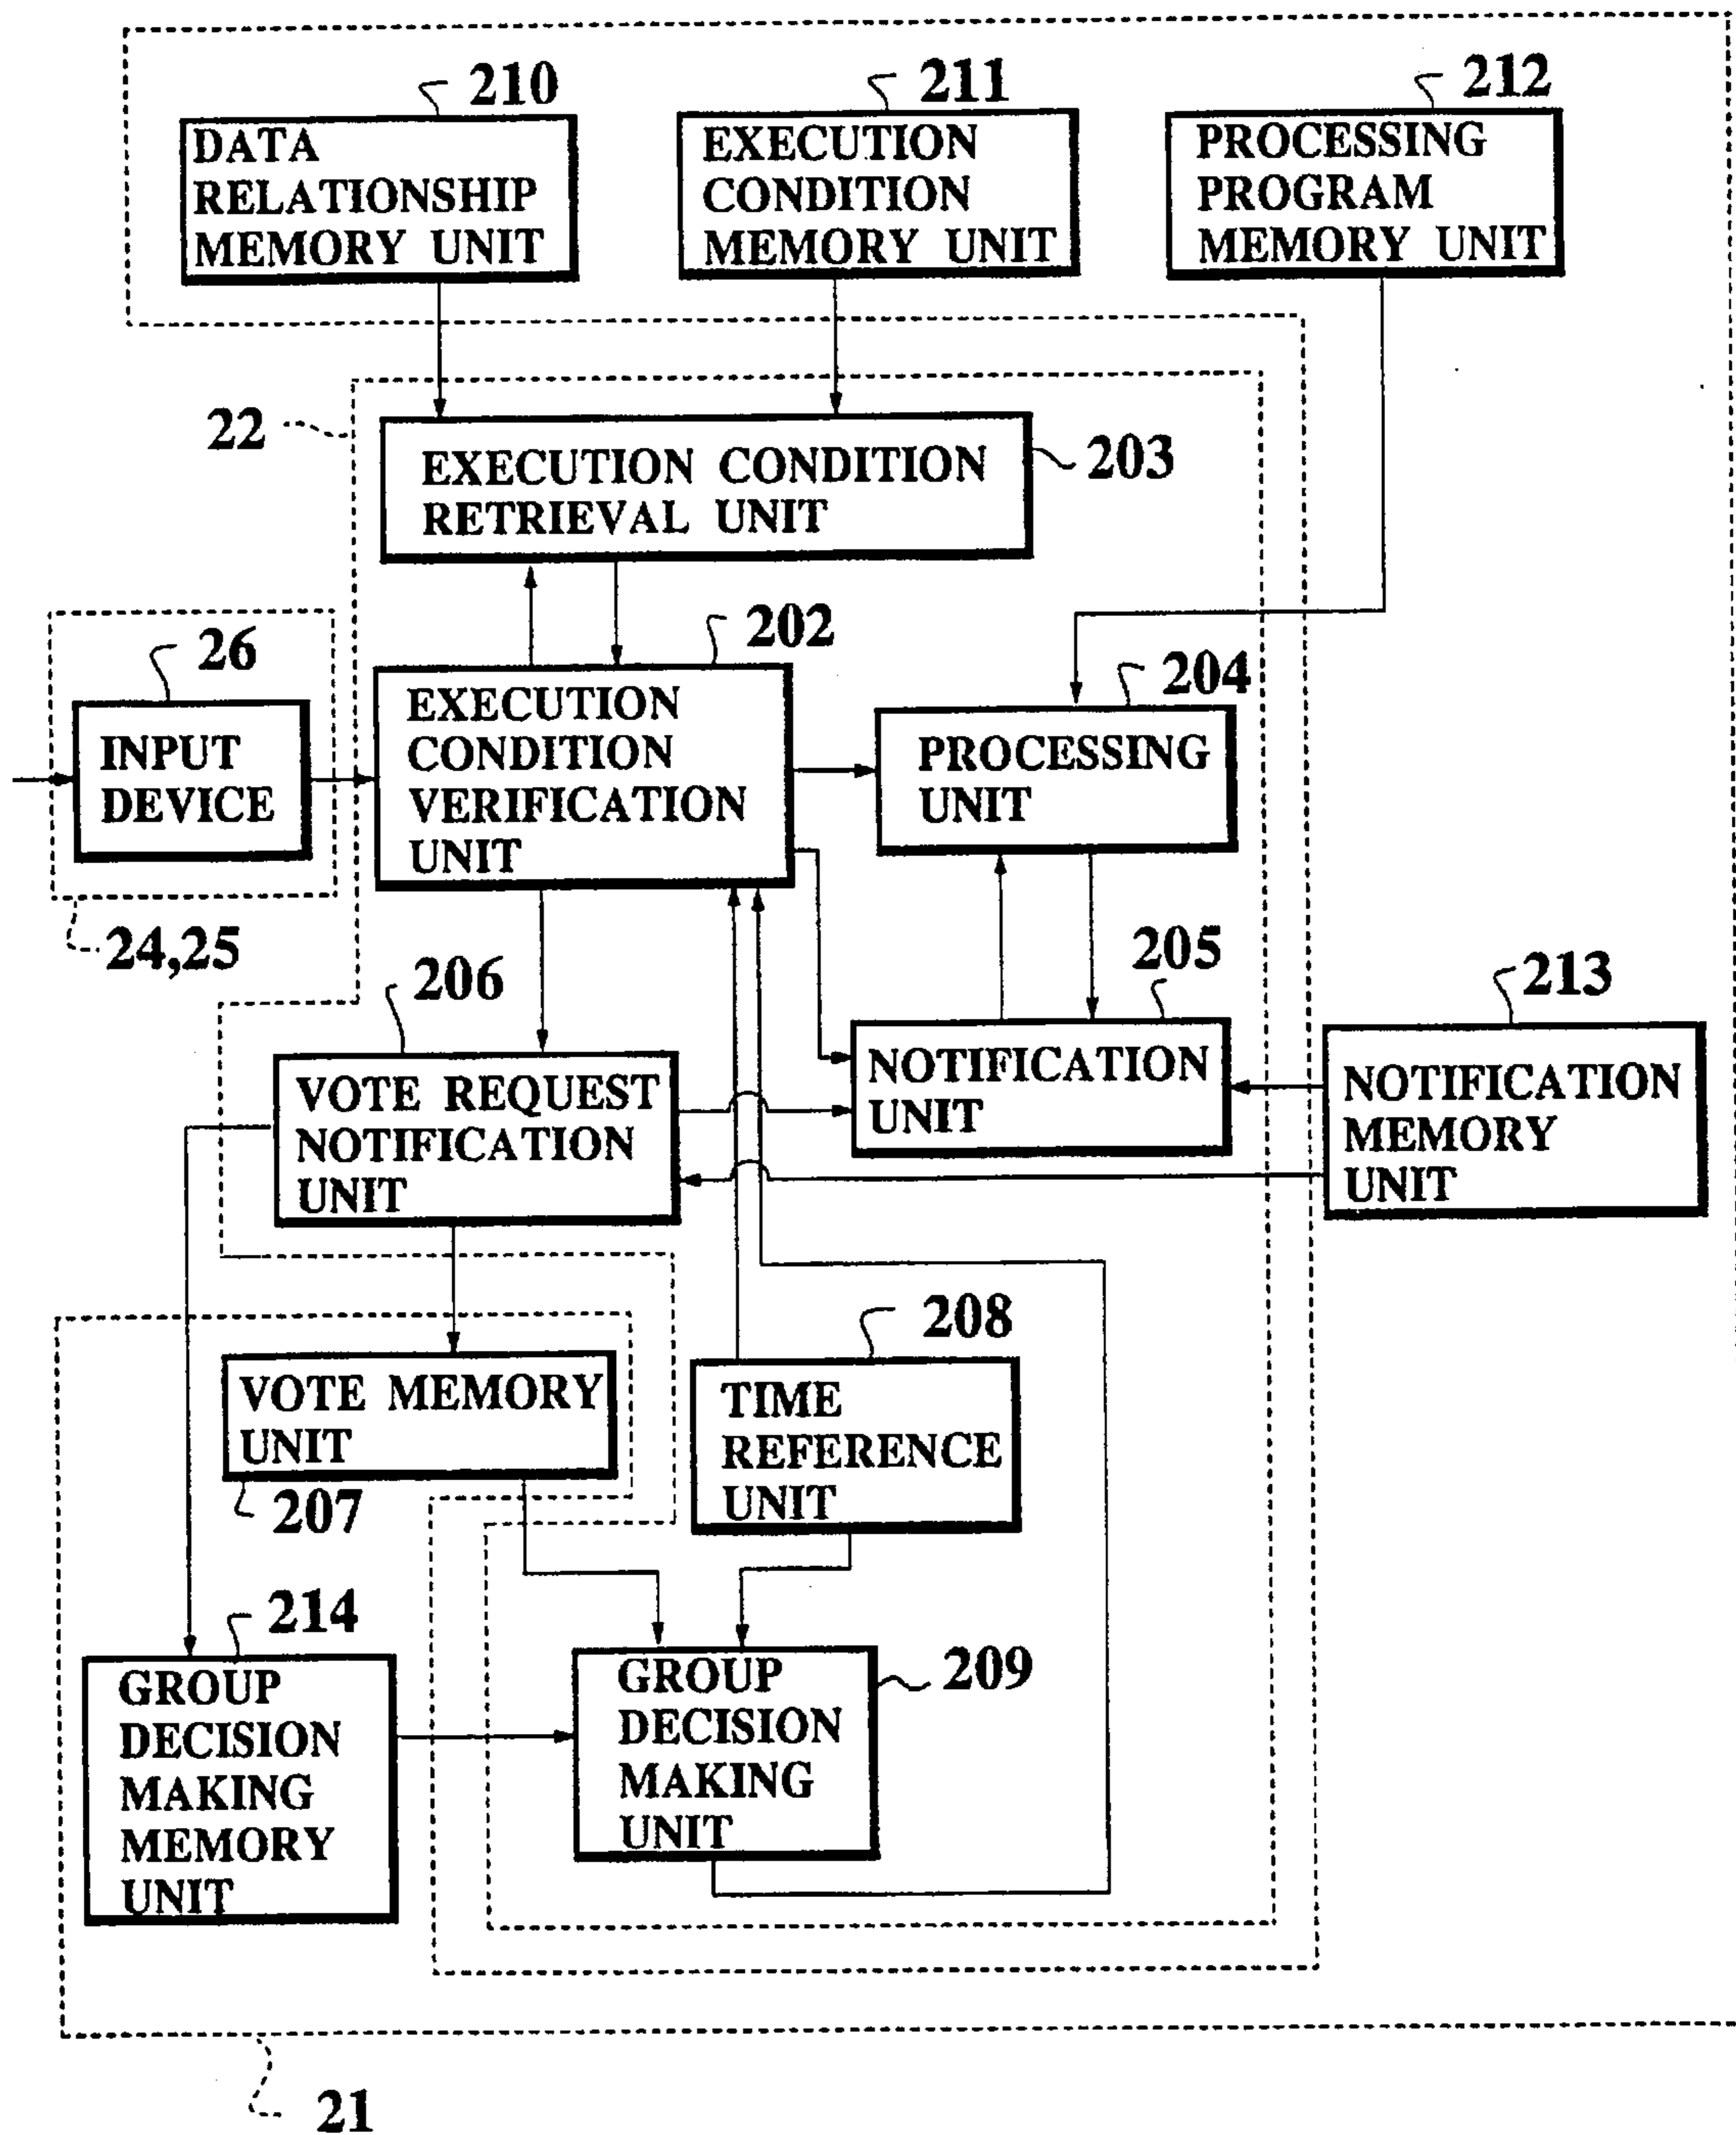 210
211
212
DATA
RELATIONSHIP
MEMORY UNIT
EXECUTION
CONDITION
MEMORY UNIT
PROCESSING
PROGRAM
MEMORY UNIT
22
EXECUTION CONDITION
RETRIEVAL UNIT
203
26
INPUT
DEVICE
24,25
202
EXECUTION
CONDITION
VERIFICATION
UNIT
204
PROCESSING
UNIT
206
VOTE REQUEST
NOTIFICATION
UNIT
205
NOTIFICATION
UNIT
213
NOTIFICATION
MEMORY
UNIT
VOTE MEMORY
UNIT
207
208
TIME
REFERENCE
UNIT
214
GROUP
DECISION
MAKING
MEMORY
UNIT
GROUP
DECISION
MAKING
UNIT
209
21